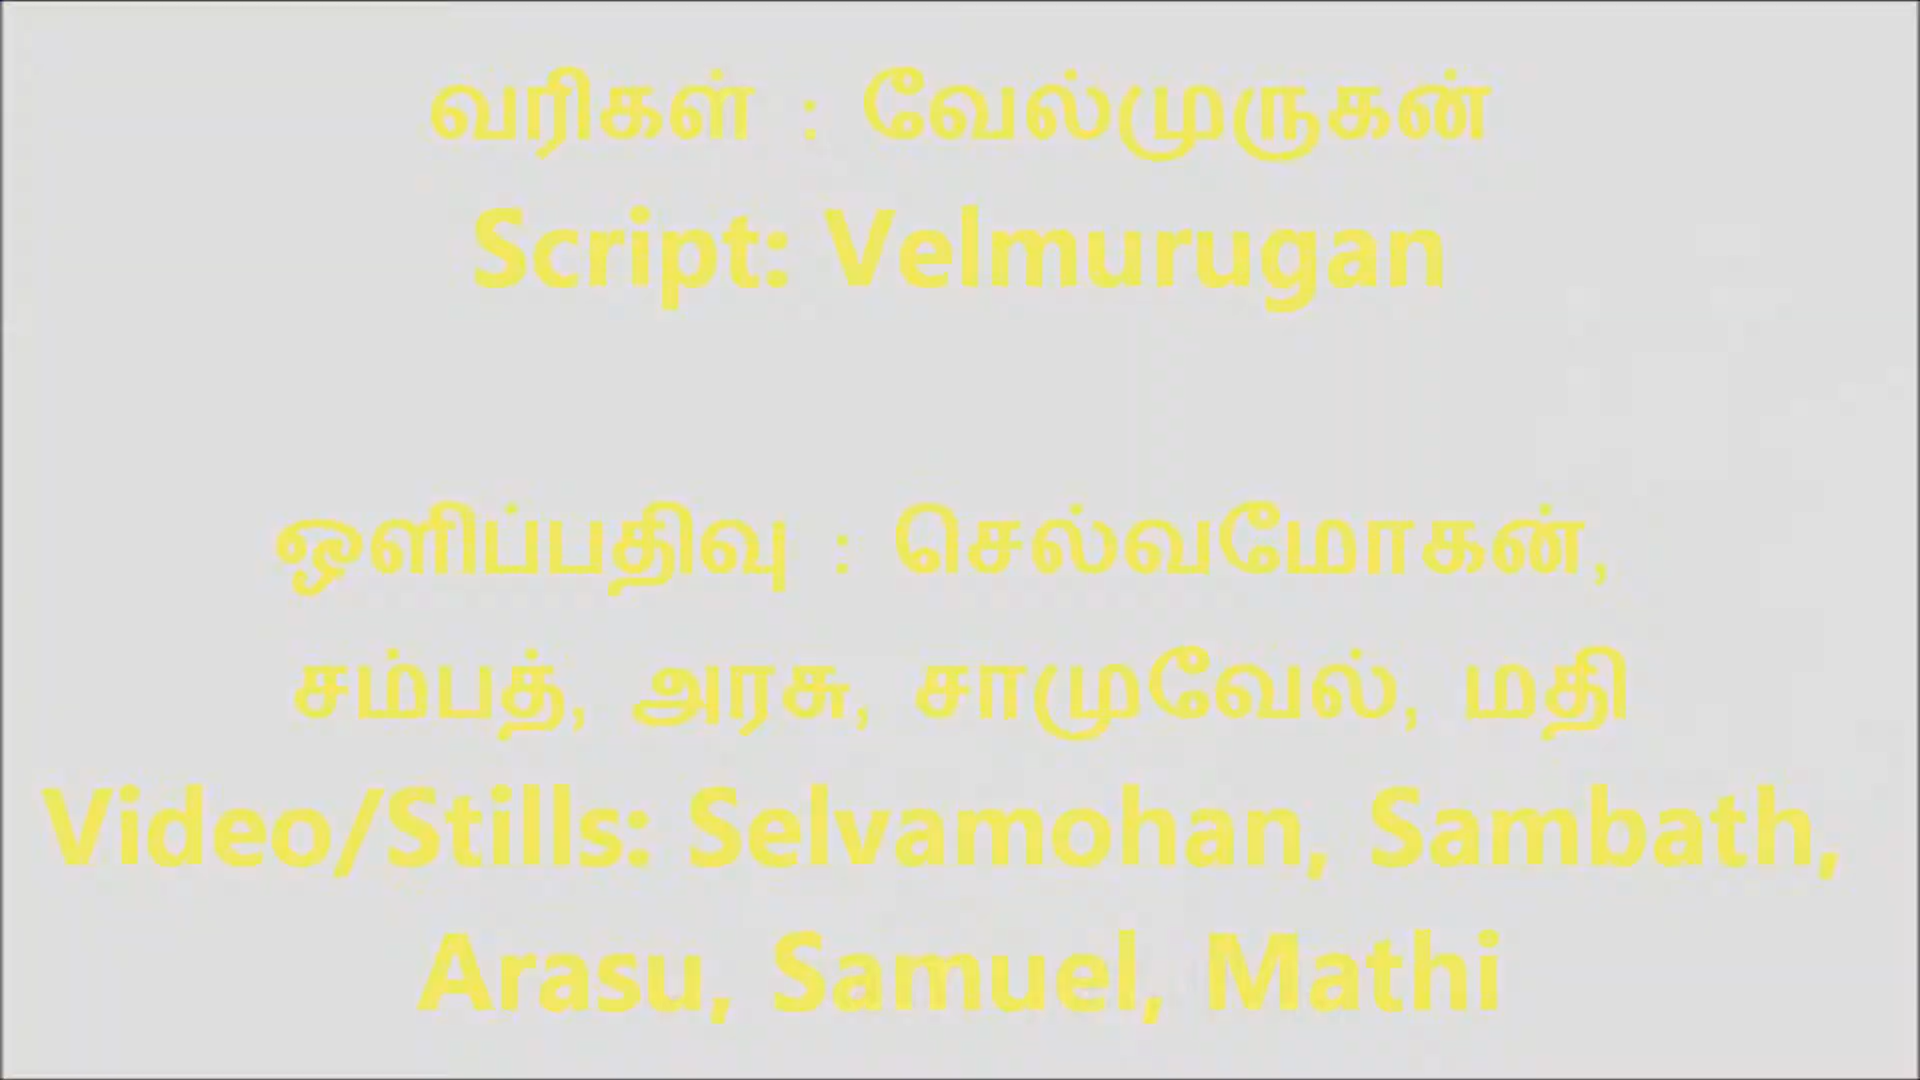 வரிகள் : வேல்முருகன்
Script: Velmurugan
ஒளிப்பதிவு : செல்வமோகன்,
சம்பத், அரசு, சாமுவேல், மதி
Video/Stills: Selvamohan, Sambath,
Arasu, Samuel, Mathi